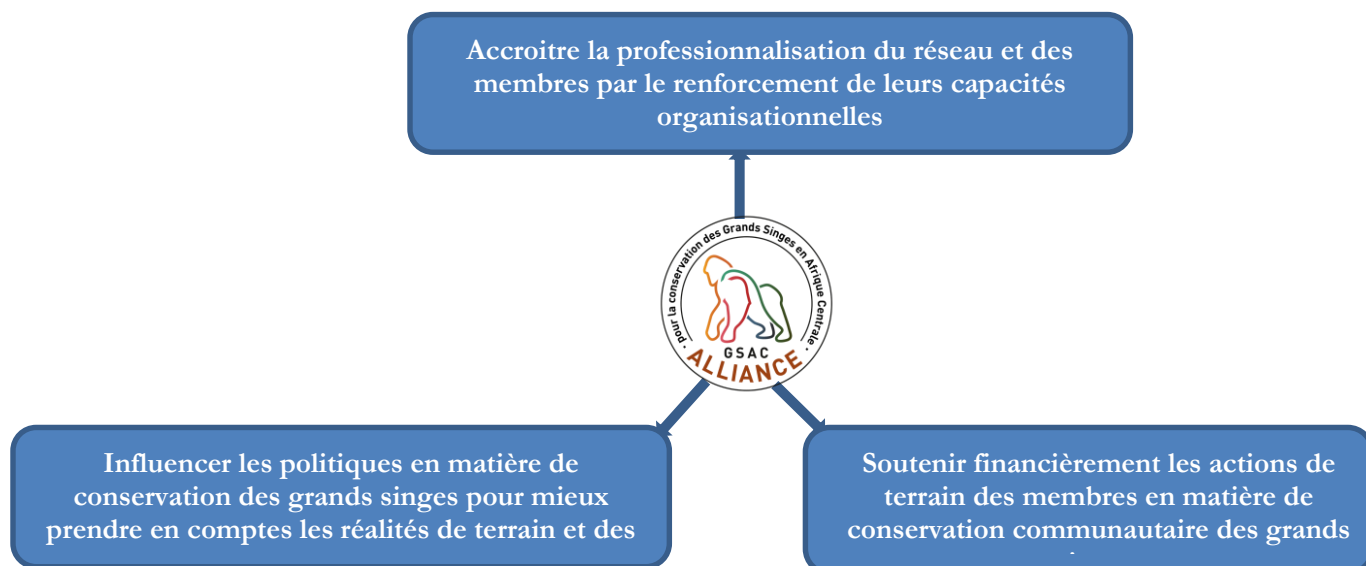 Accroitre la professionnalisation du réseau et des
membres par le renforcement de leurs capacités
organisationnelles
· pour la conservation des Grands Singes en Afrique Centrale ·
GSAC
ALLIANCE
Influencer les politiques en matière de
conservation des grands singes pour mieux
prendre en comptes les réalités de terrain et des
Soutenir financièrement les actions de
terrain des membres en matière de
conservation communautaire des grands